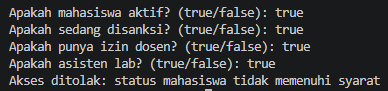 Apakah mahasiswa aktif? (true/false): true
Apakah sedang disanksi? (true/false): true
Apakah punya izin dosen? (true/false): true
Apakah asisten lab? (true/false): true
Akses ditolak: status mahasiswa tidak memenuhi syarat